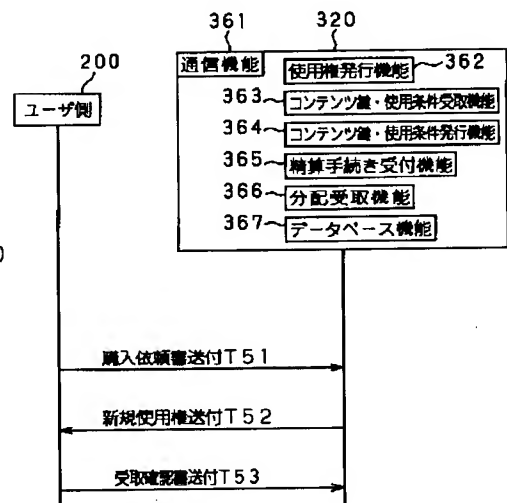 361
320
200
通信機能
使用権発行機能
362
ユーザ側
363
コンテンツ鍵・使用条件受取機能
364
コンテンツ鍵・使用条件発行機能
365
精算手続き受付機能
366
分配受取機能
367
データベース機能
購入依頼書送付T51
新規使用権送付T52
受取確認書送付T53